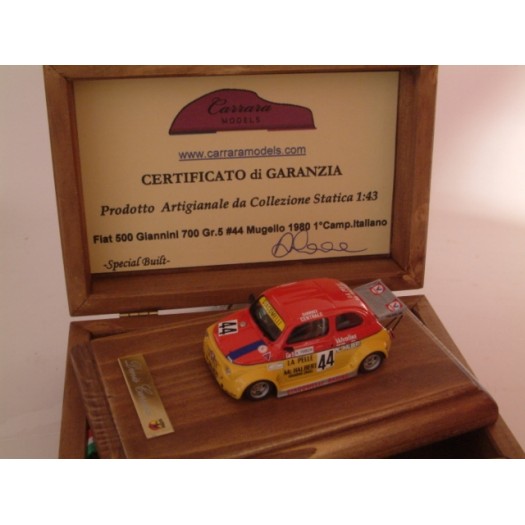 Carrara
MODELS
www.carraramodels.com
CERTIFICATO di GARANZIA
Prodotto Artigianale da Collezione Statica 1:43
Fiat 500 Giannini 700 Gr.5 #44 Mugello 1980 1°Camp.Italiano
-Special Built-
44
44
PELLE